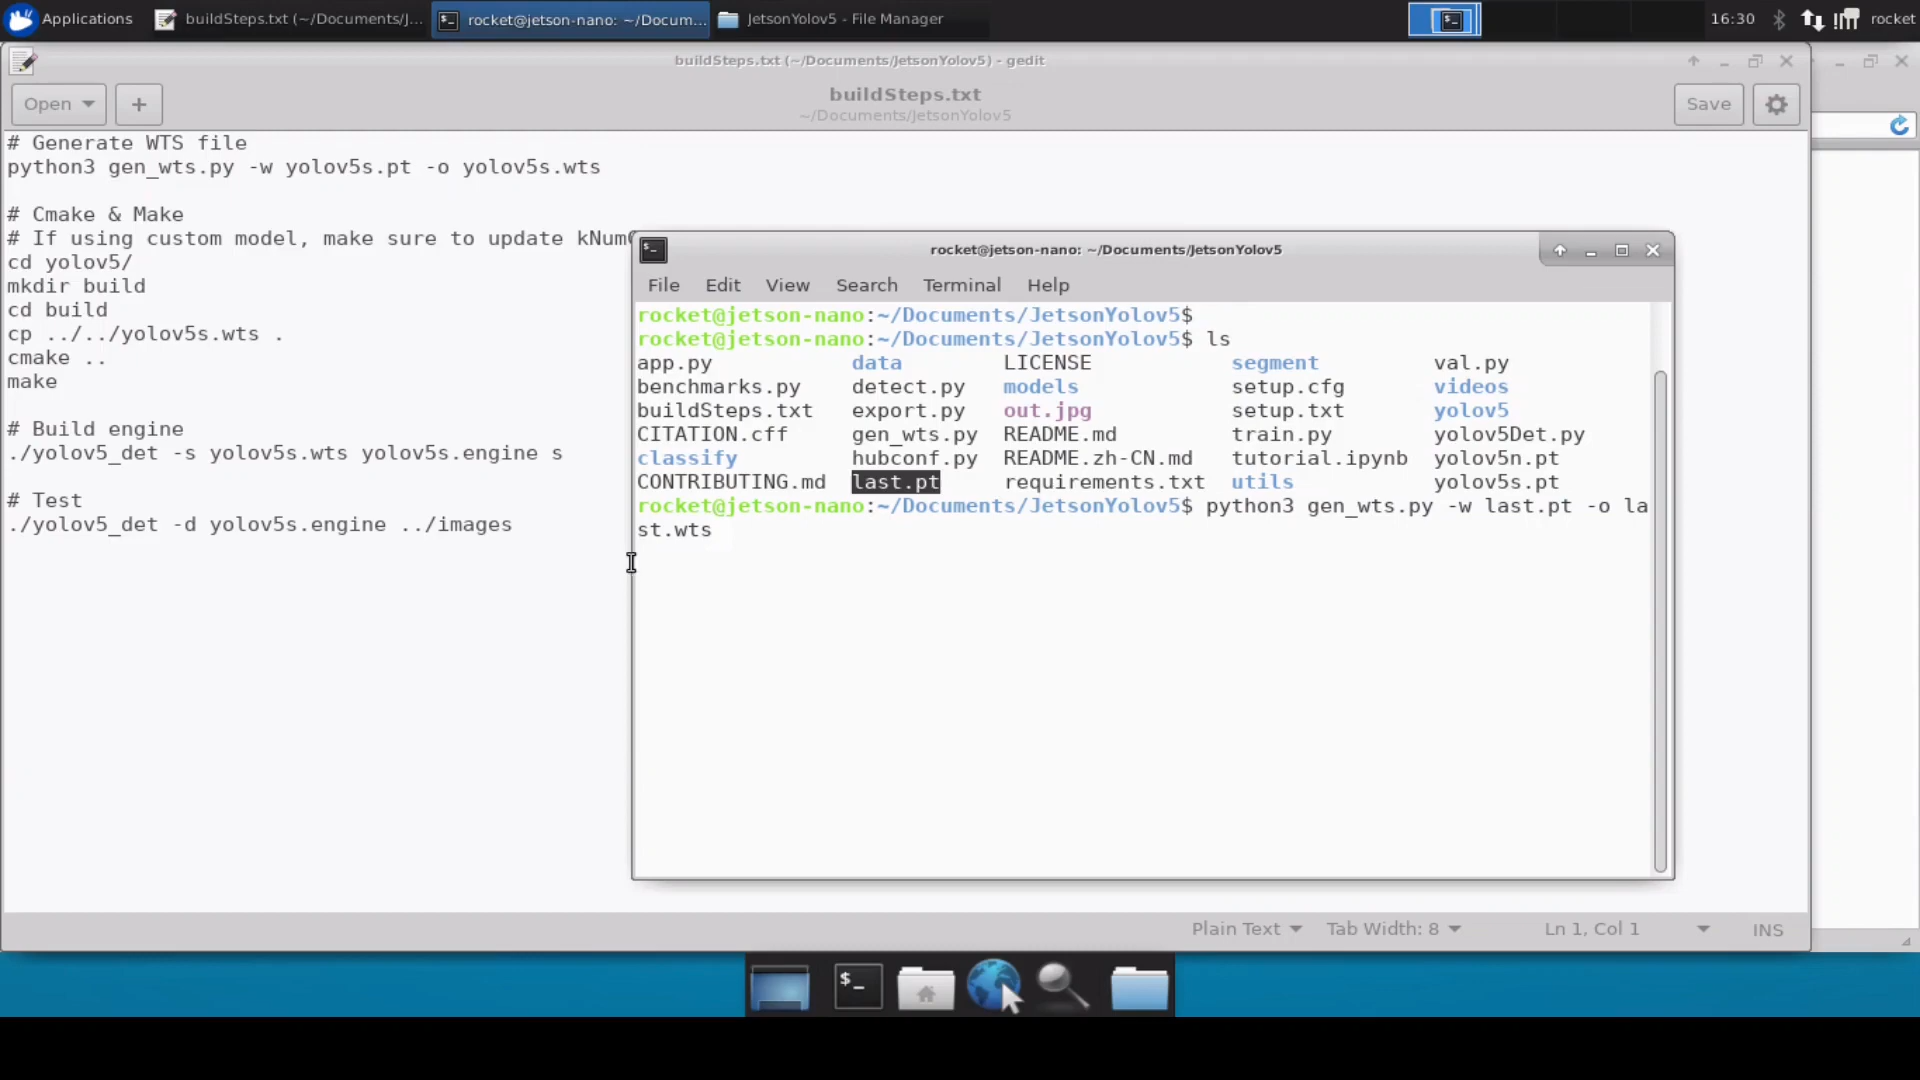 Applications
buildSteps.txt (~/Documents/J...
rocket@jetson-nano: ~/Docum...
JetsonYolov5 - File Manager
16:30
rocket
buildSteps.txt (~/Documents/JetsonYolov5) - gedit
Open
+
buildSteps.txt
~/Documents/JetsonYolov5
Save
# Generate WTS file
python3 gen_wts.py -w yolov5s.pt -o yolov5s.wts
# Cmake & Make
# If using custom model, make sure to update
cd yolov5/
mkdir build
cd build
cp ../../yolov5s.wts .
cmake ..
make
# Build engine
./yolov5_det -s yolov5s.wts yolov5s.engine s
# Test
./yolov5_det -d yolov5s.engine ../images
rocket@jetson-nano: ~/Documents/JetsonYolov5
File Edit View Search Terminal Help
rocket@jetson-nano:~/Documents/JetsonYolov5$
rocket@jetson-nano:~/Documents/JetsonYolov5$ ls
app.py data LICENSE segment val.py
benchmarks.py detect.py models setup.cfg videos
buildSteps.txt export.py out.jpg setup.txt yolov5
CITATION.cff gen_wts.py README.md train.py yolov5Det.py
classify hubconf.py README.zh-CN.md tutorial.ipynb yolov5n.pt
CONTRIBUTING.md last.pt requirements.txt utils yolov5s.pt
rocket@jetson-nano:~/Documents/JetsonYolov5$ python3 gen_wts.py -w last.pt -o la
st.wts
Plain Text
Tab Width: 8
Ln 1, Col 1
INS